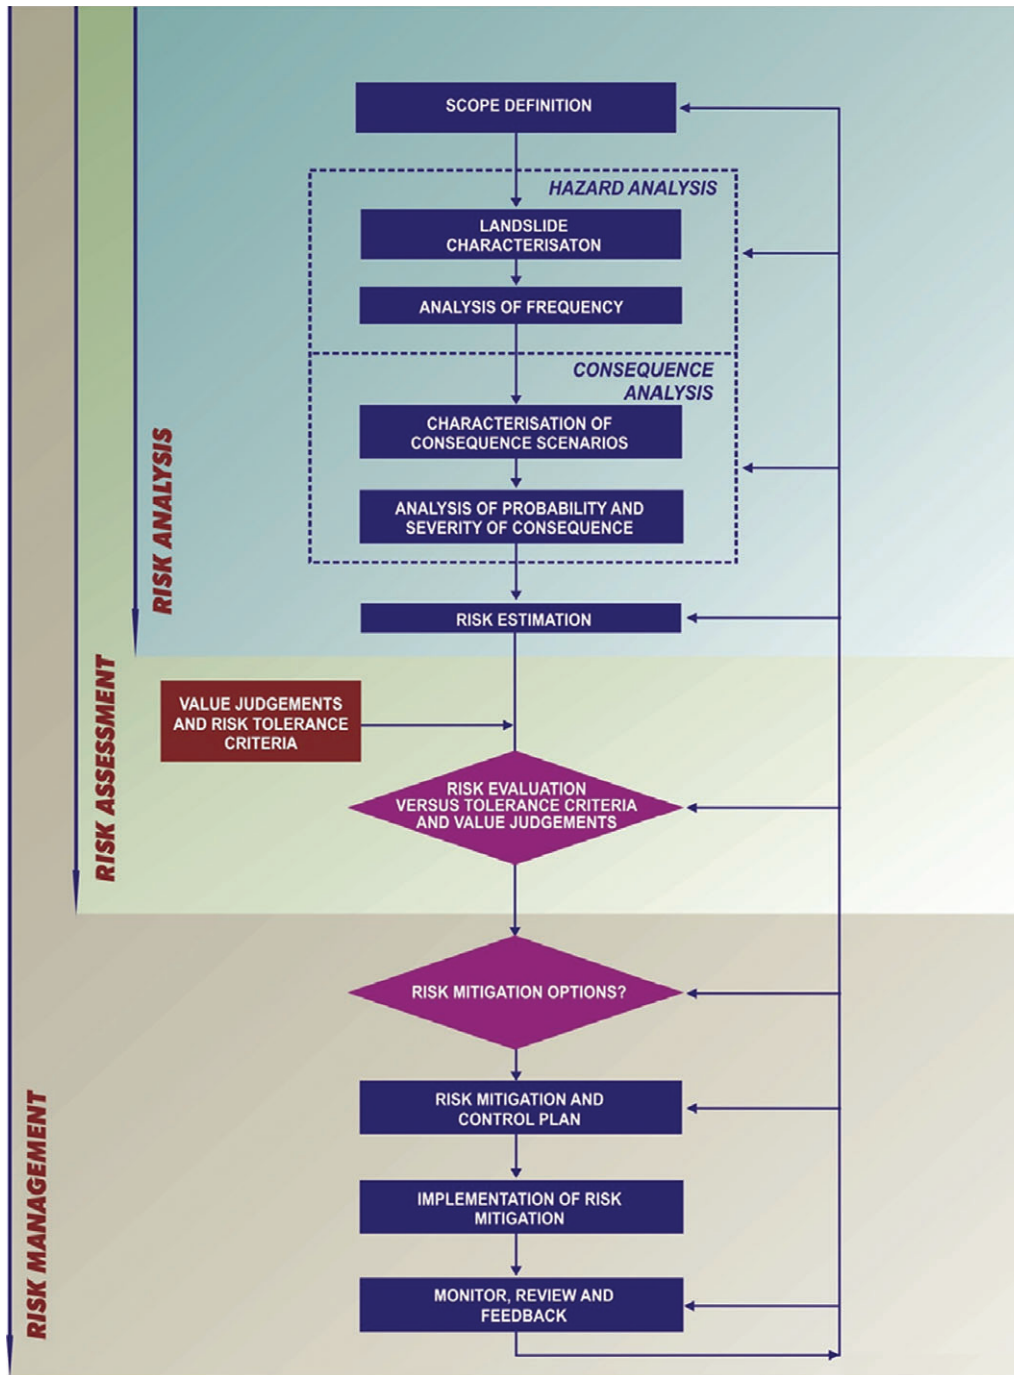 SCOPE DEFINITION
HAZARD ANALYSIS
LANDSLIDE
CHARACTERISATON
ANALYSIS OF FREQUENCY
CONSEQUENCE
ANALYSIS
CHARACTERISATION OF
CONSEQUENCE SCENARIOS
ANALYSIS OF PROBABILITY AND
SEVERITY OF CONSEQUENCE
RISK ESTIMATION
RISK ANALYSIS
VALUE JUDGEMENTS
AND RISK TOLERANCE
CRITERIA
RISK EVALUATION
VERSUS TOLERANCE CRITERIA
AND VALUE JUDGEMENTS
RISK ASSESSMENT
RISK MITIGATION OPTIONS?
RISK MITIGATION AND
CONTROL PLAN
IMPLEMENTATION OF RISK
MITIGATION
MONITOR, REVIEW AND
FEEDBACK
RISK MANAGEMENT